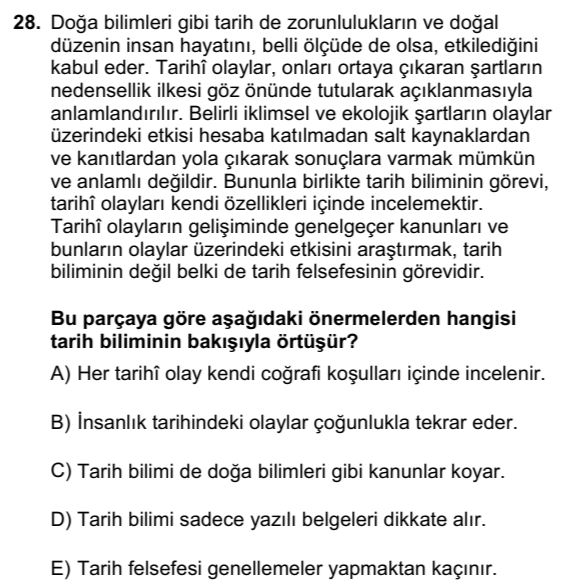 28. Doğa bilimleri gibi tarih de zorunlulukların ve doğal
düzenin insan hayatını, belli ölçüde de olsa, etkilediğini
kabul eder. Tarihî olaylar, onları ortaya çıkaran şartların
nedensellik ilkesi göz önünde tutularak açıklanmasıyla
anlamlandırılır. Belirli iklimsel ve ekolojik şartların olaylar
üzerindeki etkisi hesaba katılmadan salt kaynaklardan
ve kanıtlardan yola çıkarak sonuçlara varmak mümkün
ve anlamlı değildir. Bununla birlikte tarih biliminin görevi,
tarihî olayları kendi özellikleri içinde incelemektir.
Tarihî olayların gelişiminde genelgeçer kanunları ve
bunların olaylar üzerindeki etkisini araştırmak, tarih
biliminin değil belki de tarih felsefesinin görevidir.
Bu parçaya göre aşağıdaki önermelerden hangisi
tarih biliminin bakışıyla örtüşür?
A) Her tarihî olay kendi coğrafi koşulları içinde incelenir.
B) İnsanlık tarihindeki olaylar çoğunlukla tekrar eder.
C) Tarih bilimi de doğa bilimleri gibi kanunlar koyar.
D) Tarih bilimi sadece yazılı belgeleri dikkate alır.
E) Tarih felsefesi genellemeler yapmaktan kaçınır.